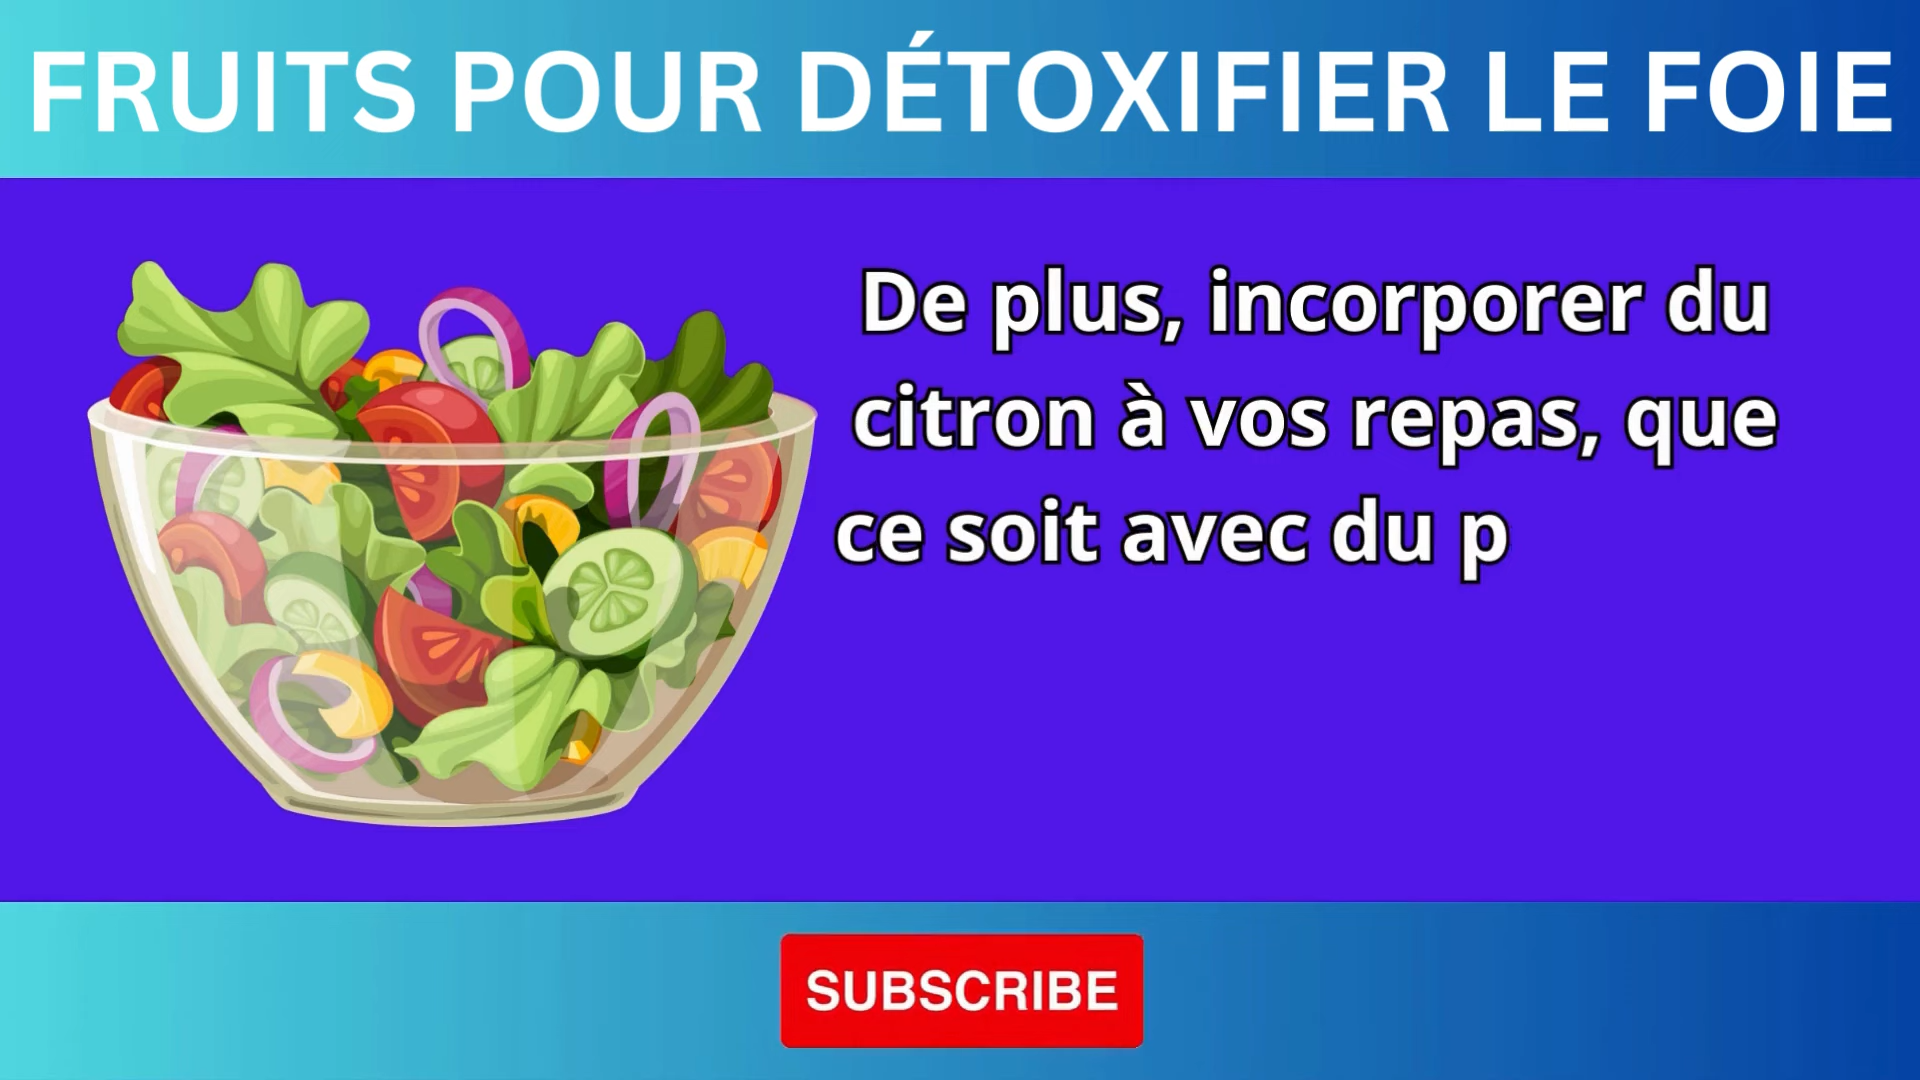 FRUITS POUR DÉTOXIFIER LE FOIE
De plus, incorporer du
citron à vos repas, que
ce soit avec du p
SUBSCRIBE